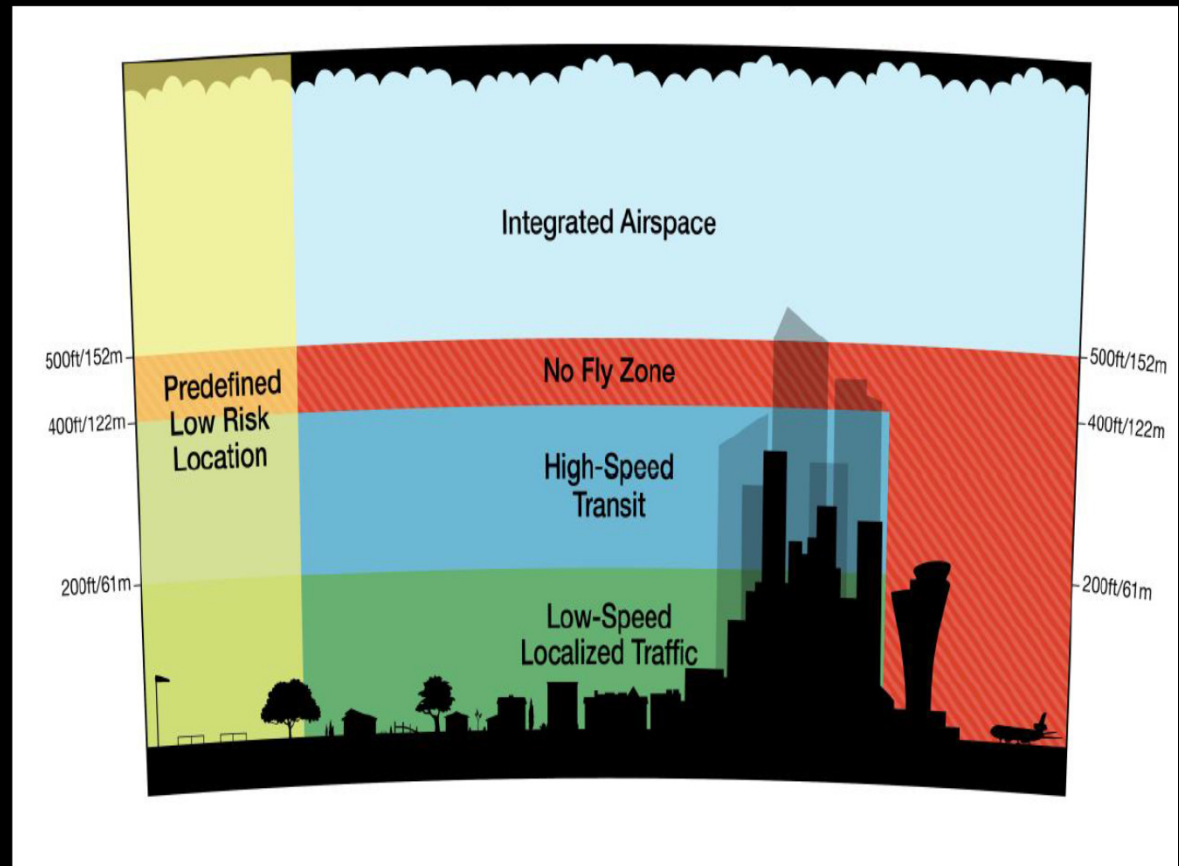 Integrated Airspace
500ft/152m
No Fly Zone
500ft/152m
Predefined
Low Risk
Location
400ft/122m
400ft/122m
High-Speed
Transit
200ft/61m
200ft/61m
Low-Speed
Localized Traffic